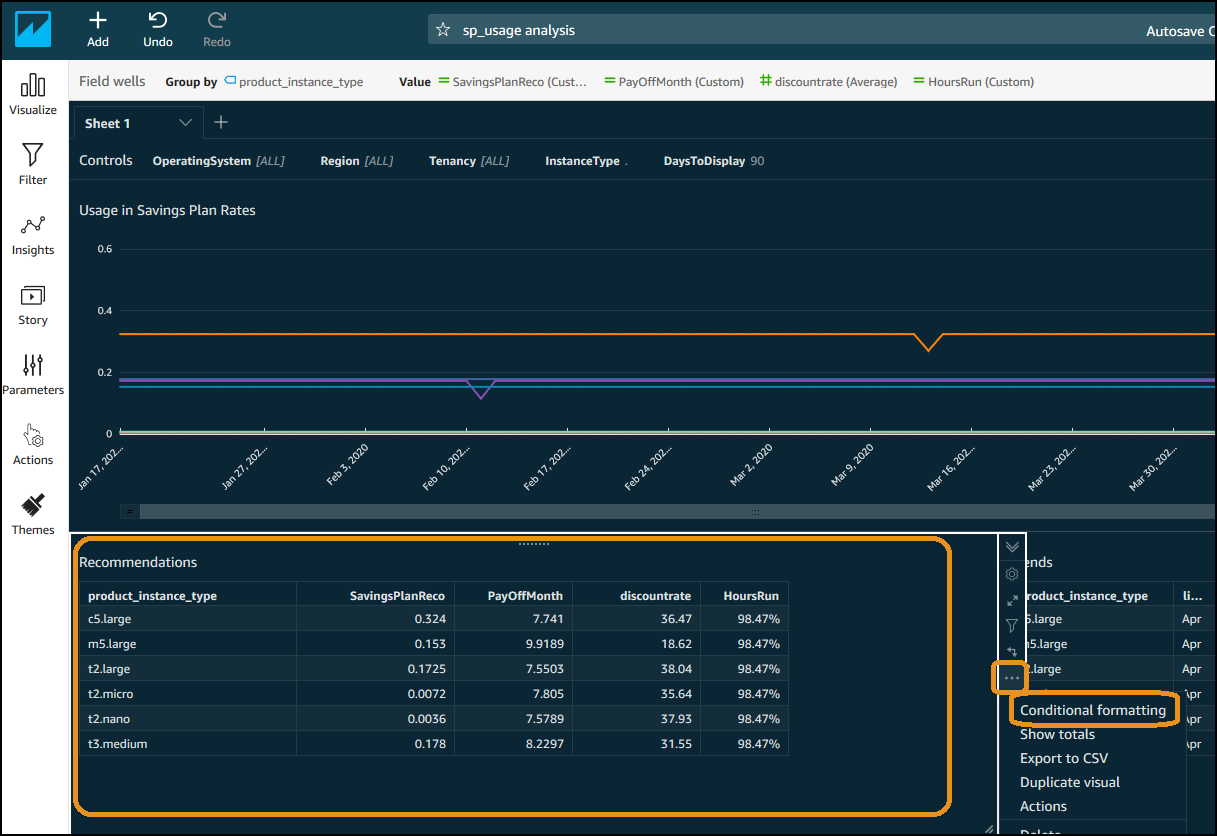 Add
Undo
Redo
sp_usage analysis
Autosave
Field wells
Group by product_instance_type
Value = SavingsPlanReco (Cust... = PayOffMonth (Custom) # discountrate (Average) = HoursRun (Custom)
Visualize
Filter
Insights
Story
Parameters
Actions
Themes
Sheet 1
Controls OperatingSystem [ALL] Region [ALL] Tenancy [ALL] InstanceType . DaysToDisplay 90
Usage in Savings Plan Rates
0.6
0.4
0.2
0
Jan 17, 202... Jan 27, 202... Feb 3, 2020 Feb 10, 202... Feb 17, 202... Feb 24, 202... Mar 2, 2020 Mar 9, 2020 Mar 16, 202... Mar 23, 202... Mar 30, 202...
Recommendations
product_instance_type SavingsPlanReco PayOffMonth discountrate HoursRun
c5.large 0.324 7.741 36.47 98.47%
m5.large 0.153 9.9189 18.62 98.47%
t2.large 0.1725 7.5503 38.04 98.47%
t2.micro 0.0072 7.805 35.64 98.47%
t2.nano 0.0036 7.5789 37.93 98.47%
t3.medium 0.178 8.2297 31.55 98.47%
ends
roduct_instance_type li...
5.large Apr
n5.large Apr
.large Apr
Apr
Apr
Apr
Conditional formatting
Show totals
Export to CSV
Duplicate visual
Actions
Delete